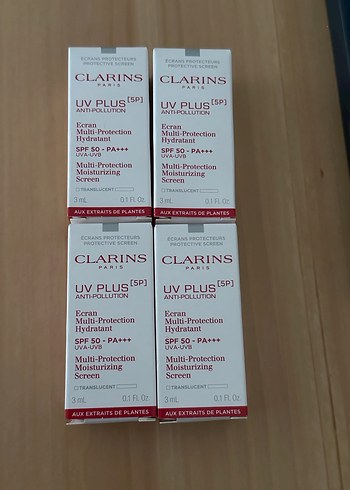 ÉCRANS PROTECTEURS
PROTECTIVE SCREEN
CLARINS
PARIS
UV PLUS [5P]
ANTI-POLLUTION
Ecran
Multi-Protection
Hydratant
SPF 50 - PA+++
UVA-UVB
Multi-Protection
Moisturizing
Screen
TRANSLUCENT
3 mL 0.1 Fl. Oz.
AUX EXTRAITS DE PLANTES
ÉCRANS PROTECTEURS
PROTECTIVE SCREEN
CLARINS
PARIS
UV PLUS [5P]
ANTI-POLLUTION
Ecran
Multi-Protection
Hydratant
SPF 50 - PA+++
UVA-UVB
Multi-Protection
Moisturizing
Screen
TRANSLUCENT
3 mL 0.1 Fl. Oz.
AUX EXTRAITS DE PLANTES
ÉCRANS PROTECTEURS
PROTECTIVE SCREEN
CLARINS
PARIS
UV PLUS [5P]
ANTI-POLLUTION
Ecran
Multi-Protection
Hydratant
SPF 50 - PA+++
UVA-UVB
Multi-Protection
Moisturizing
Screen
TRANSLUCENT
3 mL 0.1 Fl. Oz.
AUX EXTRAITS DE PLANTES
ÉCRANS PROTECTEURS
PROTECTIVE SCREEN
CLARINS
PARIS
UV PLUS [5P]
ANTI-POLLUTION
Ecran
Multi-Protection
Hydratant
SPF 50 - PA+++
UVA-UVB
Multi-Protection
Moisturizing
Screen
TRANSLUCENT
3 mL 0.1 Fl. Oz.
AUX EXTRAITS DE PLANTES